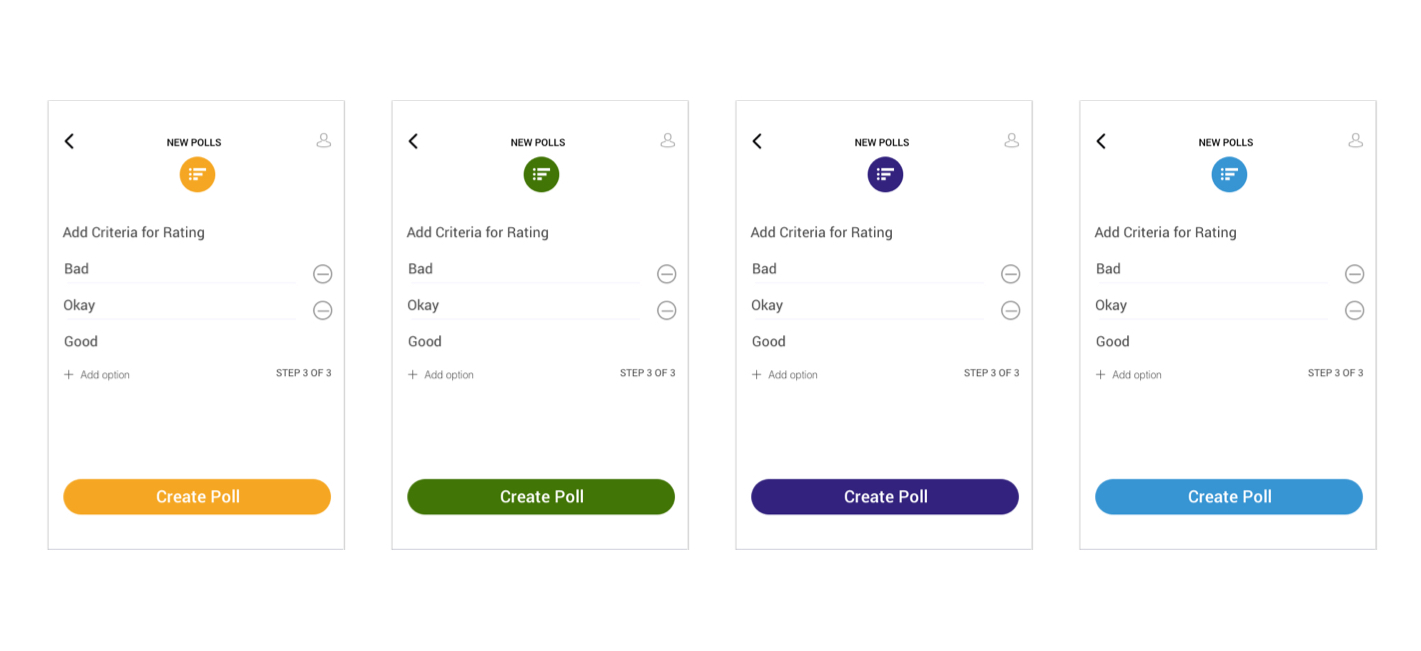 NEW POLLS
Add Criteria for Rating
Bad
Okay
Good
+ Add option STEP 3 OF 3
Create Poll
NEW POLLS
Add Criteria for Rating
Bad
Okay
Good
+ Add option STEP 3 OF 3
Create Poll
NEW POLLS
Add Criteria for Rating
Bad
Okay
Good
+ Add option STEP 3 OF 3
Create Poll
NEW POLLS
Add Criteria for Rating
Bad
Okay
Good
+ Add option STEP 3 OF 3
Create Poll